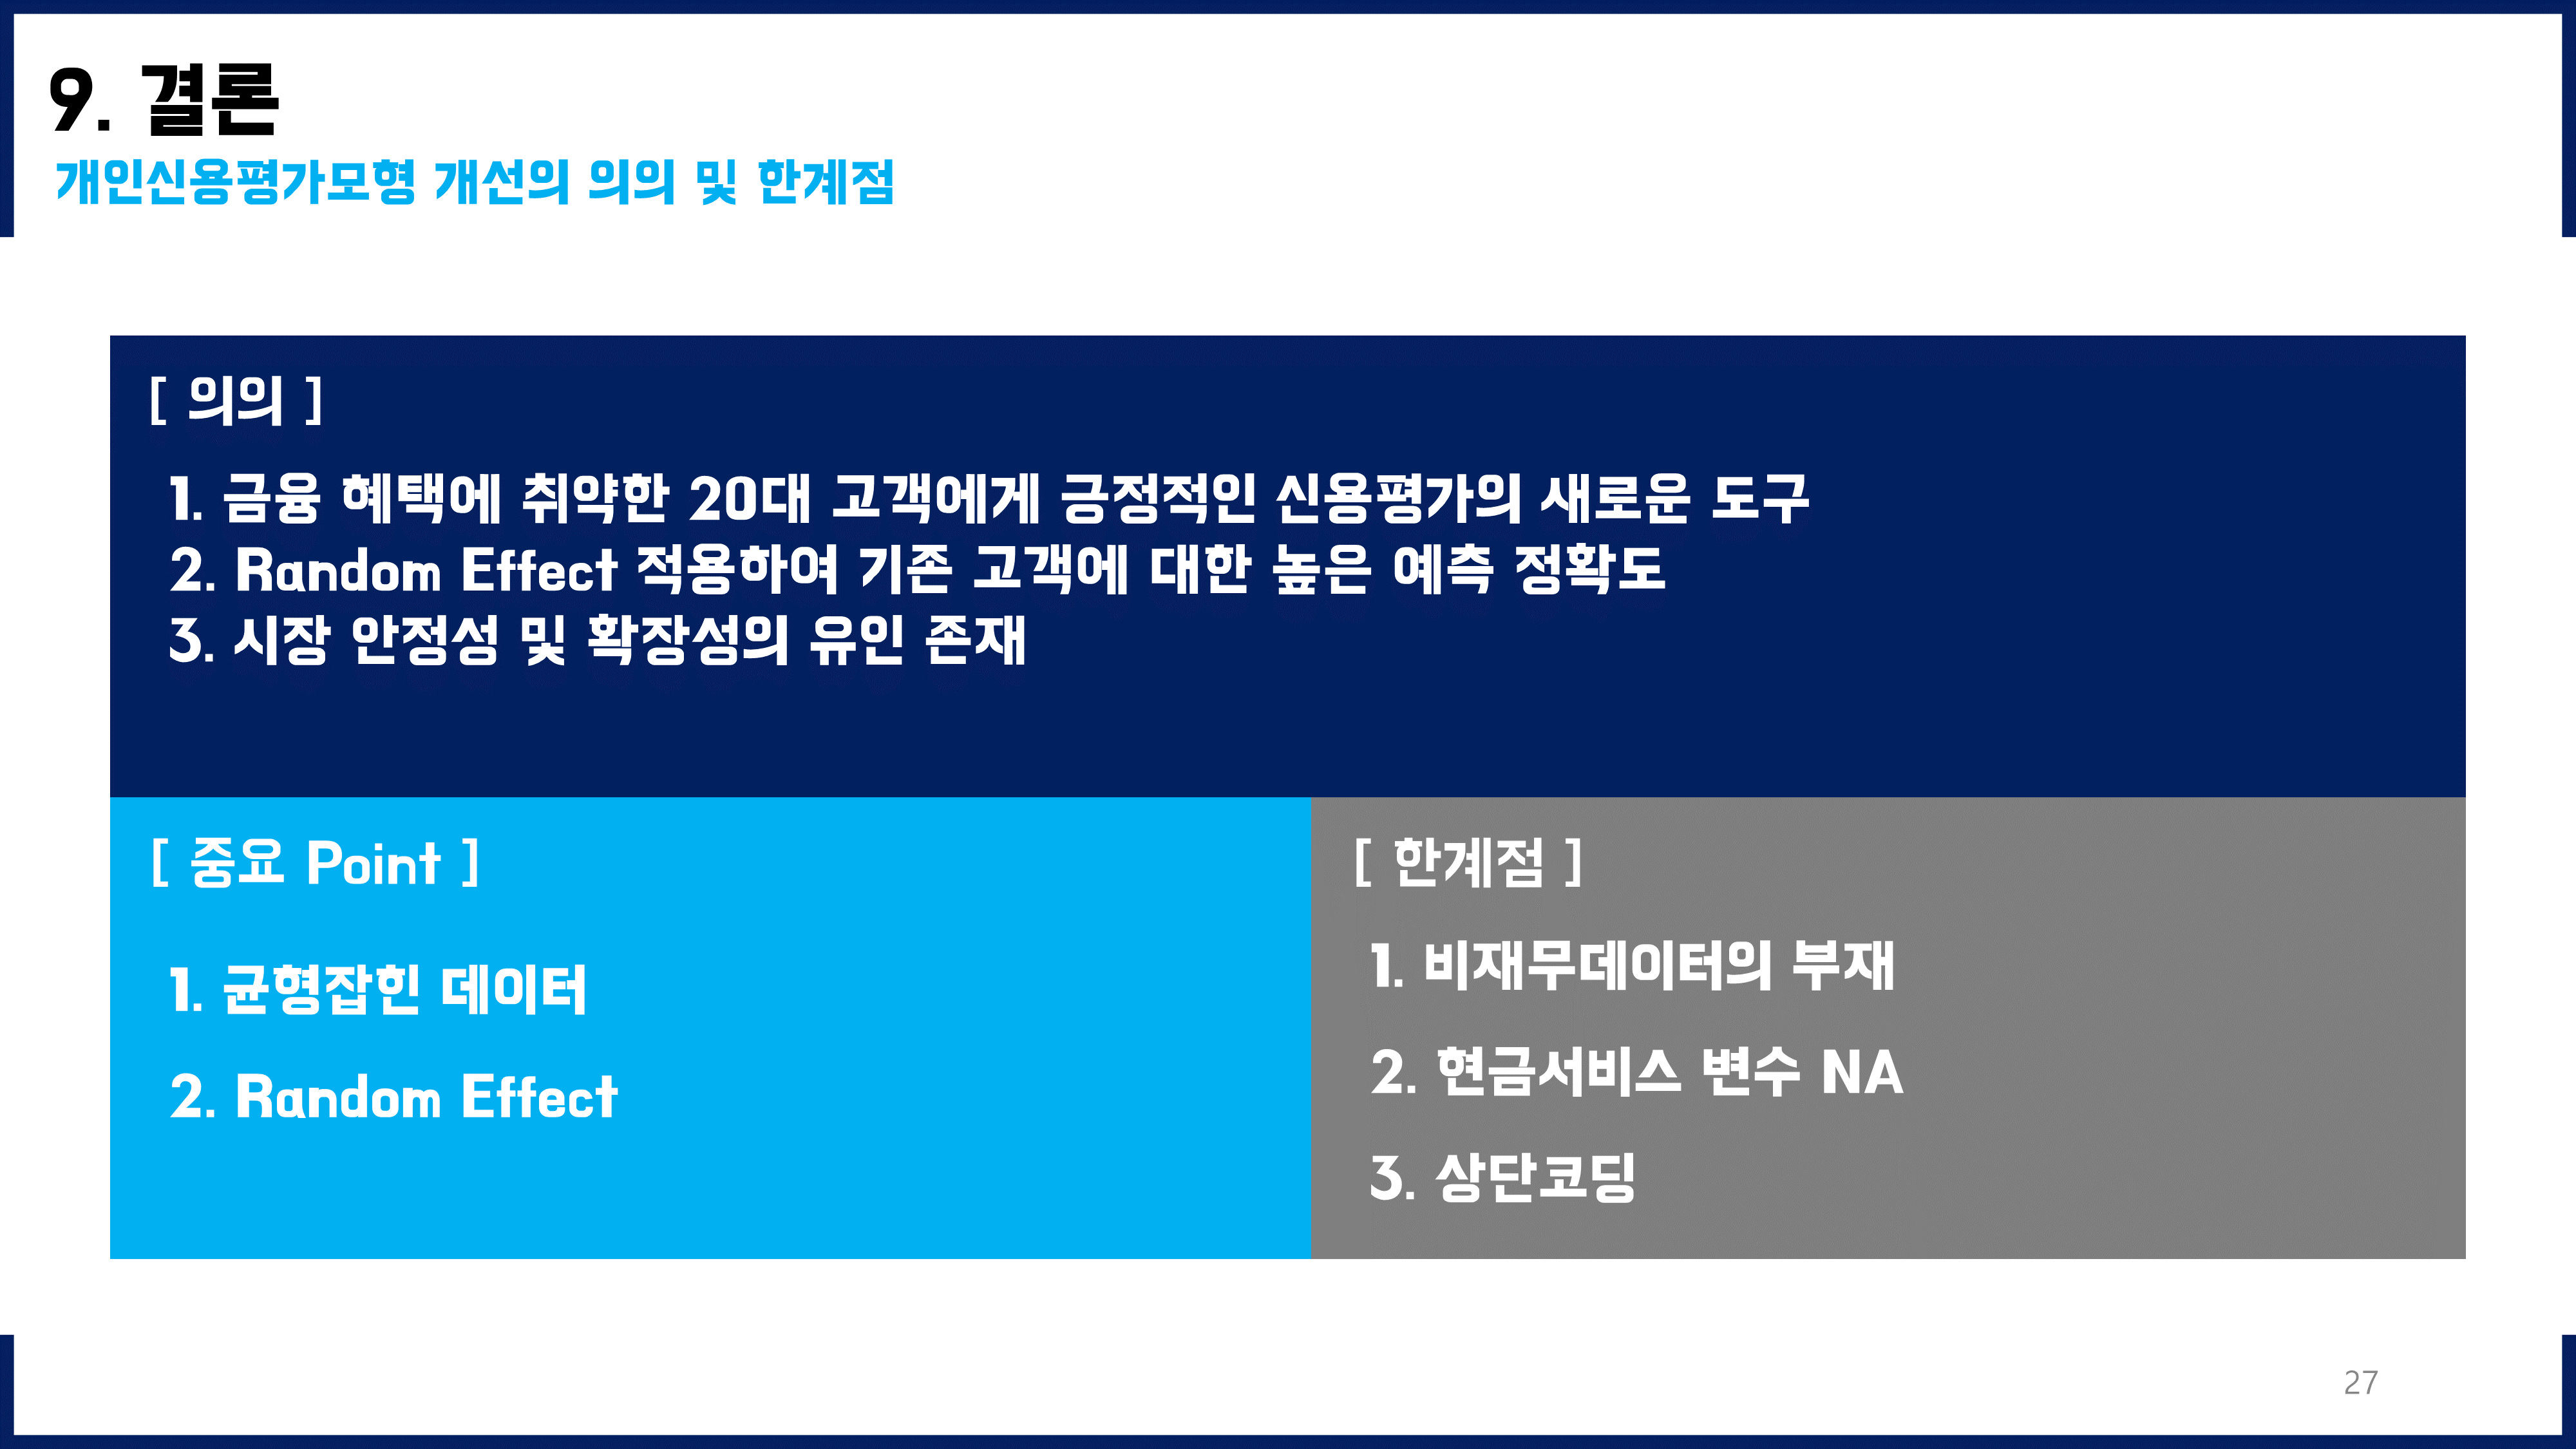 9. 결론
개인신용평가모형 개선의 의의 및 한계점
[ 의의 ]
1. 금융 혜택에 취약한 20대 고객에게 긍정적인 신용평가의 새로운 도구
2. Random Effect 적용하여 기존 고객에 대한 높은 예측 정확도
3. 시장 안정성 및 확장성의 유인 존재
[ 중요 Point ]
1. 균형잡힌 데이터
2. Random Effect
[ 한계점 ]
1. 비재무데이터의 부재
2. 현금서비스 변수 NA
3. 상단코딩
27